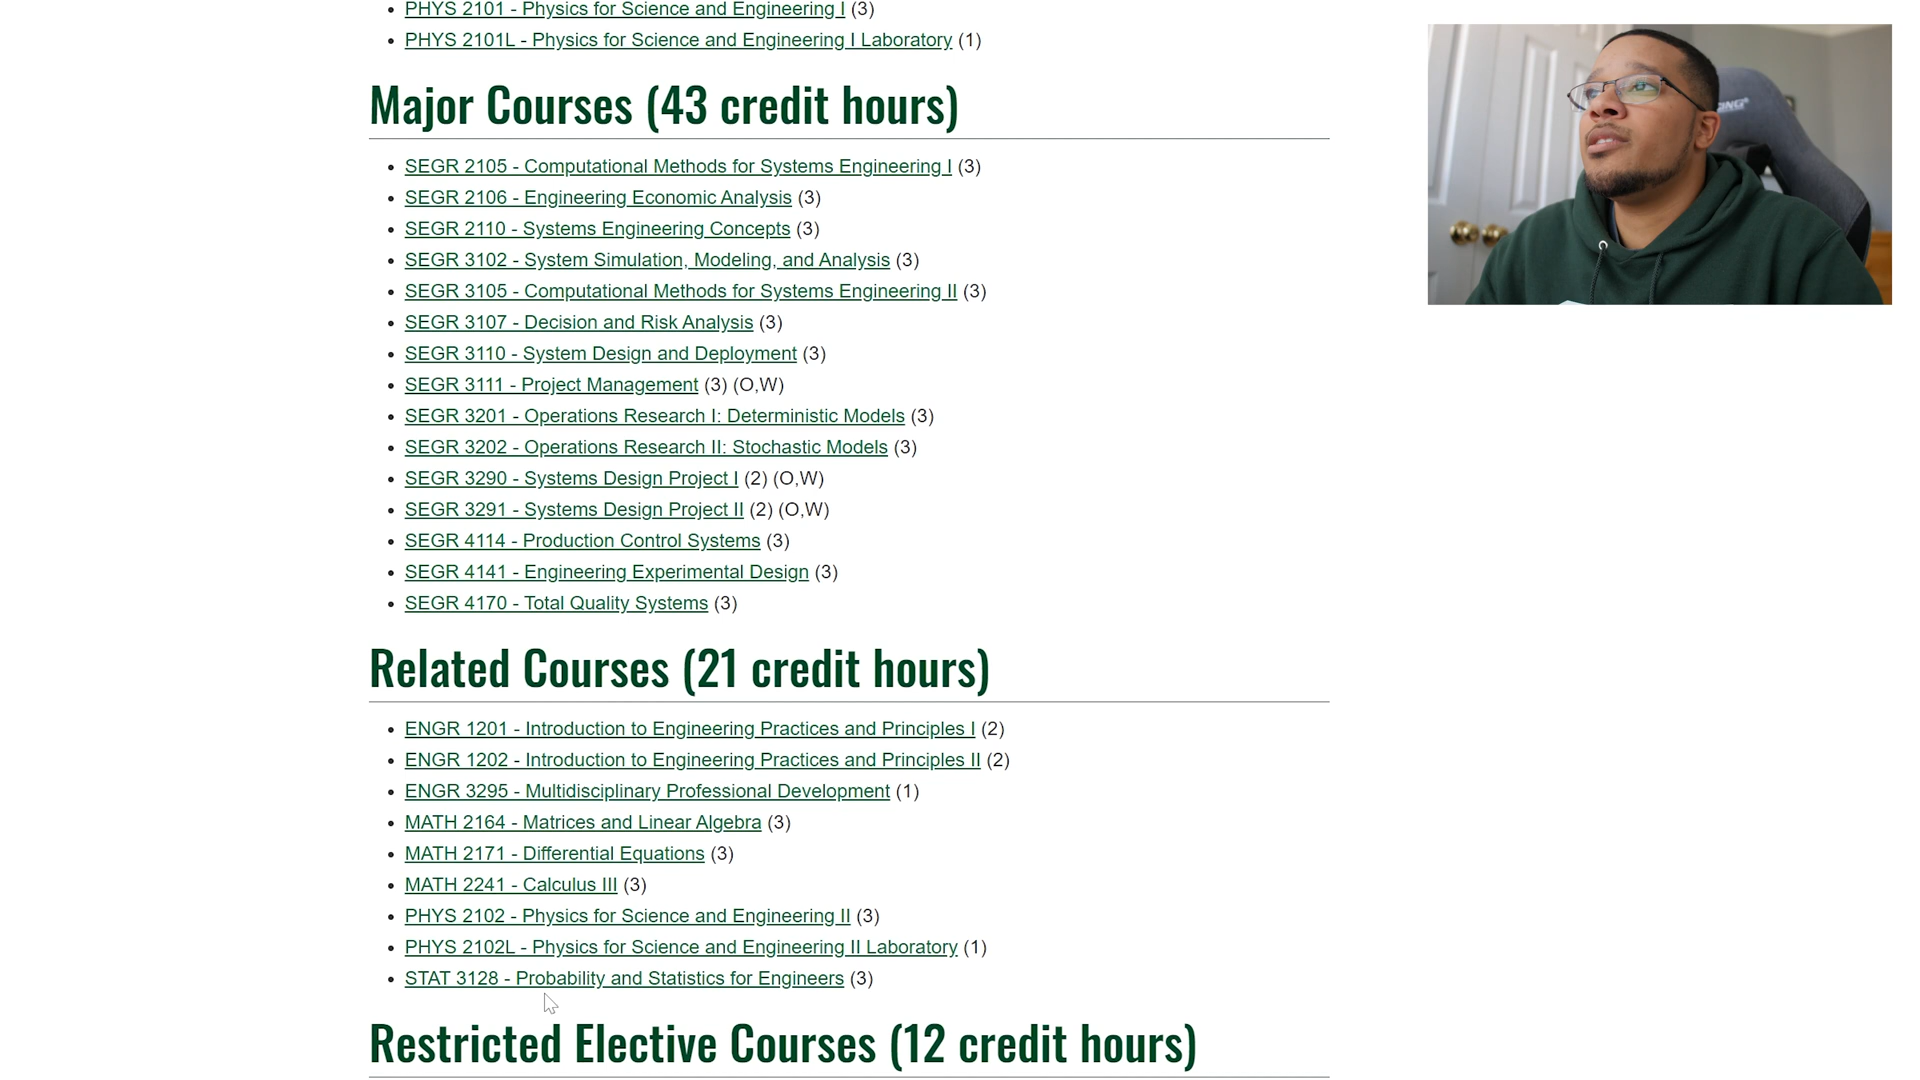 PHYS 2101 - Physics for Science and Engineering I (3)
PHYS 2101L - Physics for Science and Engineering I Laboratory (1)
Major Courses (43 credit hours)
SEGR 2105 - Computational Methods for Systems Engineering I (3)
SEGR 2106 - Engineering Economic Analysis (3)
SEGR 2110 - Systems Engineering Concepts (3)
SEGR 3102 - System Simulation, Modeling, and Analysis (3)
SEGR 3105 - Computational Methods for Systems Engineering II (3)
SEGR 3107 - Decision and Risk Analysis (3)
SEGR 3110 - System Design and Deployment (3)
SEGR 3111 - Project Management (3) (O,W)
SEGR 3201 - Operations Research I: Deterministic Models (3)
SEGR 3202 - Operations Research II: Stochastic Models (3)
SEGR 3290 - Systems Design Project I (2) (O,W)
SEGR 3291 - Systems Design Project II (2) (O,W)
SEGR 4114 - Production Control Systems (3)
SEGR 4141 - Engineering Experimental Design (3)
SEGR 4170 - Total Quality Systems (3)
Related Courses (21 credit hours)
ENGR 1201 - Introduction to Engineering Practices and Principles I (2)
ENGR 1202 - Introduction to Engineering Practices and Principles II (2)
ENGR 3295 - Multidisciplinary Professional Development (1)
MATH 2164 - Matrices and Linear Algebra (3)
MATH 2171 - Differential Equations (3)
MATH 2241 - Calculus III (3)
PHYS 2102 - Physics for Science and Engineering II (3)
PHYS 2102L - Physics for Science and Engineering II Laboratory (1)
STAT 3128 - Probability and Statistics for Engineers (3)
Restricted Elective Courses (12 credit hours)